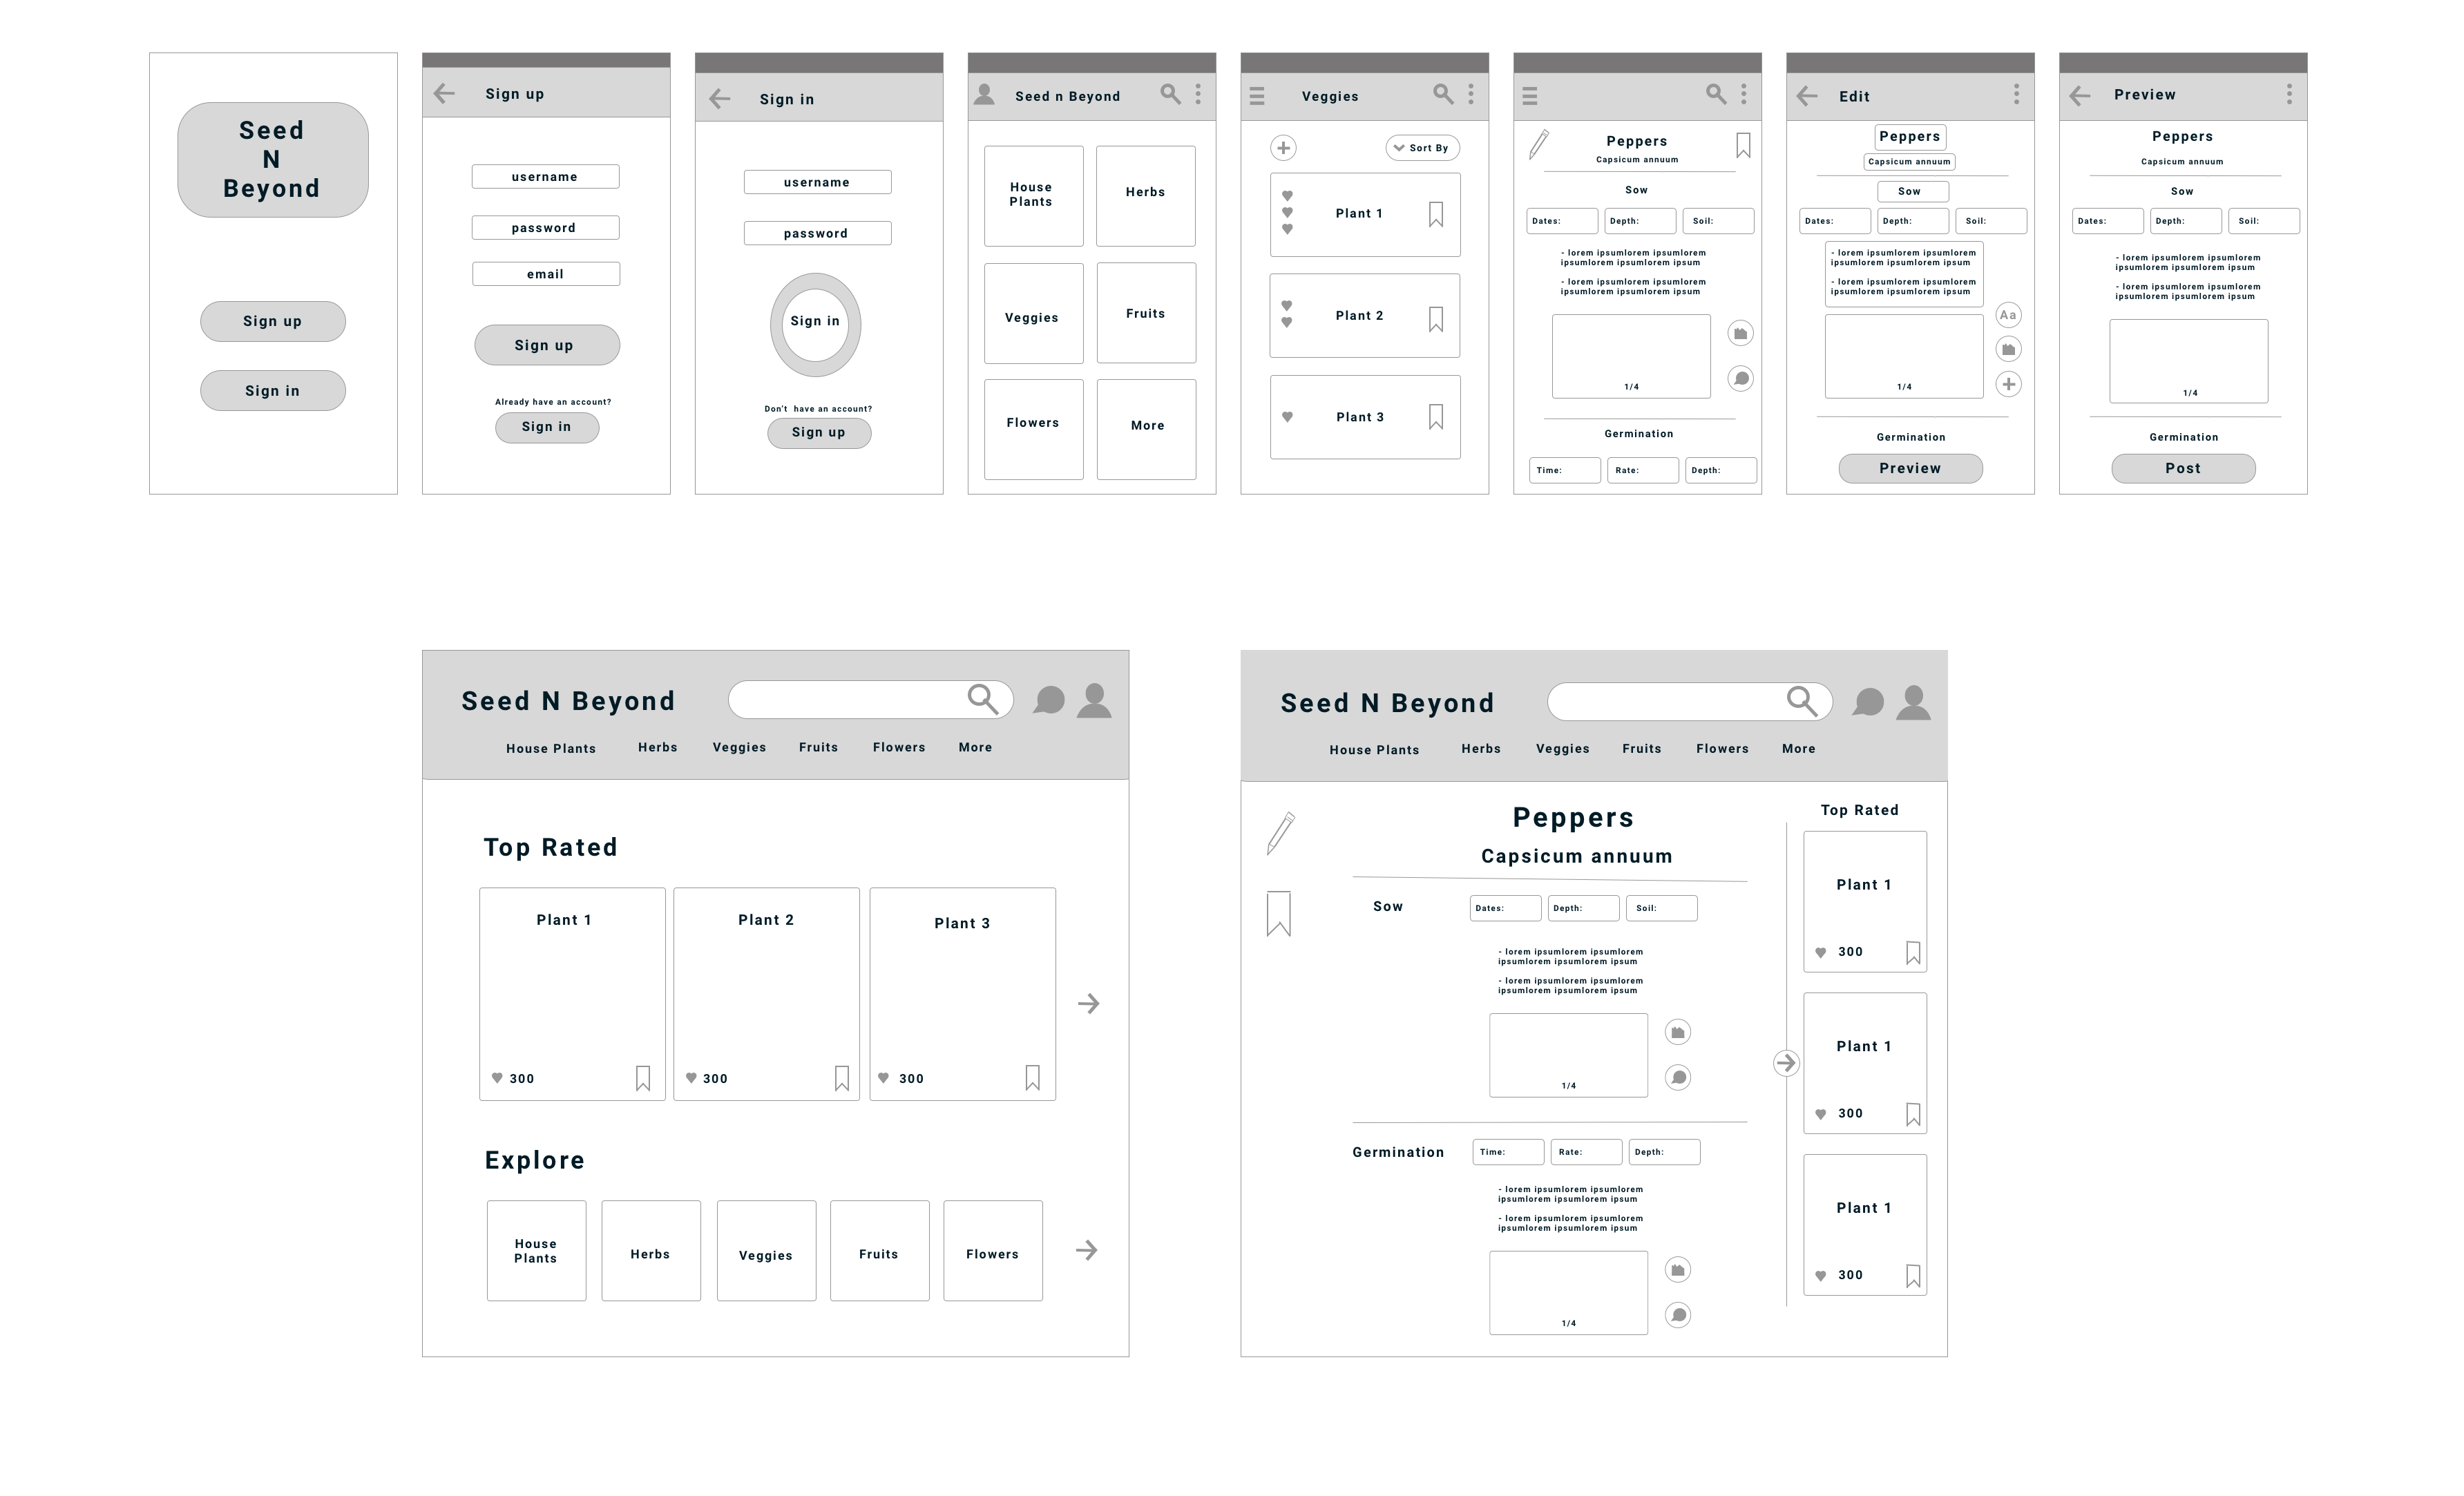 Seed
N
Beyond
Sign up
Sign in
Sign up
username
password
email
Sign up
Already have an account?
Sign in
Sign in
username
password
Sign in
Don't have an account?
Sign up
Seed n Beyond
House
Plants
Herbs
Veggies
Fruits
Flowers
More
Veggies
Sort By
Plant 1
Plant 2
Plant 3
Peppers
Capsicum annuum
Sow
Dates: Depth: Soil:
- lorem ipsumlorem ipsumlorem
ipsumlorem ipsumlorem ipsum
- lorem ipsumlorem ipsumlorem
ipsumlorem ipsumlorem ipsum
1/4
Germination
Time: Rate: Depth:
Edit
Peppers
Capsicum annuum
Sow
Dates: Depth: Soil:
- lorem ipsumlorem ipsumlorem
ipsumlorem ipsumlorem ipsum
- lorem ipsumlorem ipsumlorem
ipsumlorem ipsumlorem ipsum
Aa
1/4
Germination
Preview
Preview
Peppers
Capsicum annuum
Sow
Dates: Depth: Soil:
- lorem ipsumlorem ipsumlorem
ipsumlorem ipsumlorem ipsum
- lorem ipsumlorem ipsumlorem
ipsumlorem ipsumlorem ipsum
1/4
Germination
Post
Seed N Beyond
House Plants Herbs Veggies Fruits Flowers More
Top Rated
Plant 1 Plant 2 Plant 3
300 300 300
Explore
House
Plants
Herbs
Veggies
Fruits
Flowers
Seed N Beyond
House Plants Herbs Veggies Fruits Flowers More
Peppers
Capsicum annuum
Sow
Dates: Depth: Soil:
- lorem ipsumlorem ipsumlorem
ipsumlorem ipsumlorem ipsum
- lorem ipsumlorem ipsumlorem
ipsumlorem ipsumlorem ipsum
1/4
Germination
Time: Rate: Depth:
- lorem ipsumlorem ipsumlorem
ipsumlorem ipsumlorem ipsum
- lorem ipsumlorem ipsumlorem
ipsumlorem ipsumlorem ipsum
1/4
Top Rated
Plant 1
300
Plant 1
300
Plant 1
300